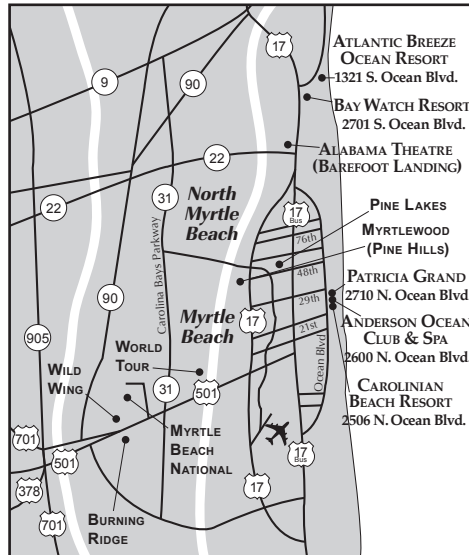 17
ATLANTIC BREEZE
OCEAN RESORT
1321 S. Ocean Blvd.
9
90
BAY WATCH RESORT
2701 S. Ocean Blvd.
ALABAMA THEATRE
(BAREFOOT LANDING)
22
31
North
Myrtle
Beach
17
Bus
PINE LAKES
MYRTLEWOOD
(PINE HILLS)
22
76th
Carolina Bays Parkway
48th
PATRICIA GRAND
2710 N. Ocean Blvd.
90
29th
ANDERSON OCEAN
CLUB & SPA
2600 N. Ocean Blvd.
Myrtle
Beach
17
21st
905
WORLD
TOUR
Ocean Blvd
CAROLINIAN
BEACH RESORT
2506 N. Ocean Blvd.
WILD
WING
31
501
MYRTLE
BEACH
NATIONAL
701
501
17
Bus
378
17
701
BURNING
RIDGE